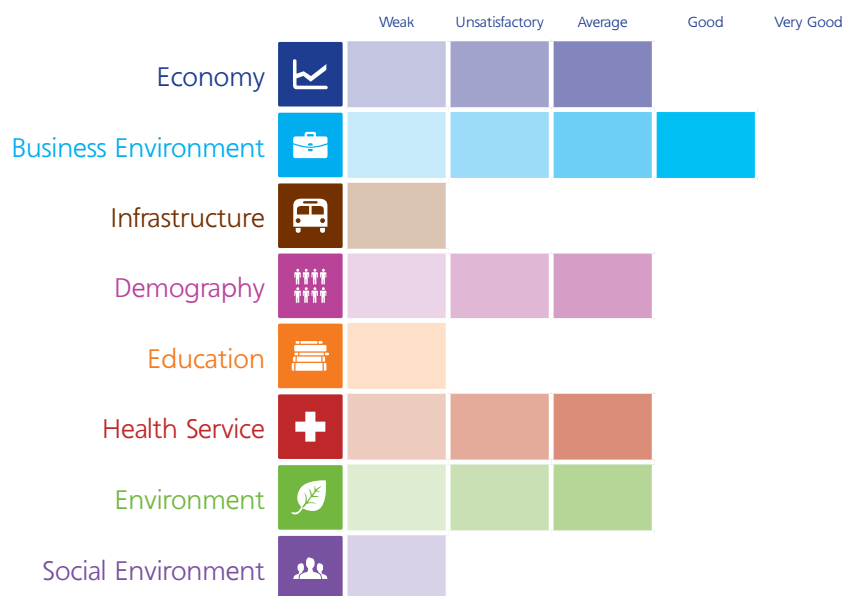 Weak Unsatisfactory Average Good Very Good
Economy
Business Environment
Infrastructure
Demography
Education
Health Service
Environment
Social Environment